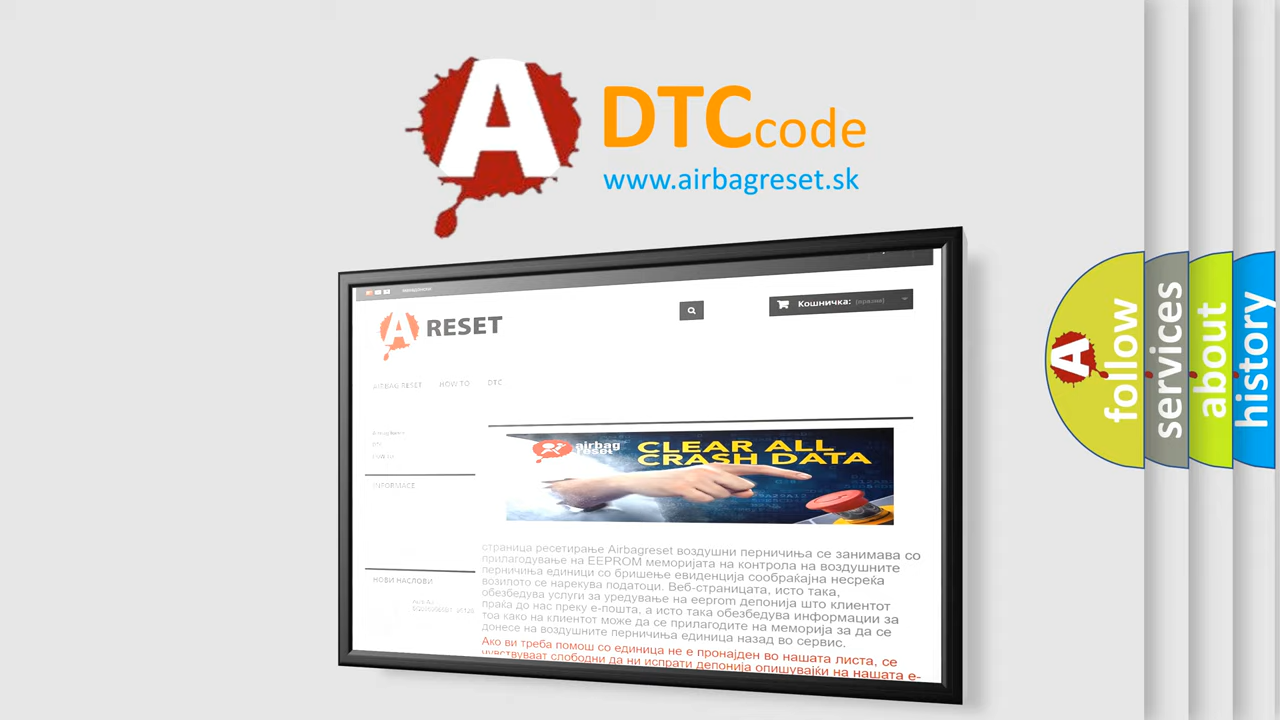 A
DTCcode
www.airbagreset.sk
A RESET
Кошничка: (празни)
AIRBAG RESET HOW TO DTC
DTC
INFORMACE
НОВИ НАСЛОВИ
airbag
reset
CLEAR ALL
CRASH DATA
страница ресетирање Airbagreset воздушни перничиња се занимава со
прилагодување на EEPROM меморијата на контрола на воздушните
перничиња единици со бришење евиденција сообраќајна несреќа
возилото се нарекува податоци. Веб-страницата, исто така,
обезбедува услуги за уредување на eeprom депонија што клиентот
праќа до нас преку е-пошта, а исто така обезбедува информации за
тоа како на клиентот може да се прилагодите на меморија за да се
донесе на воздушните перничиња единица назад во сервис.
Ако ви треба помош со единица не е пронајден во нашата листа, се
чувствуваат слободни да ни испрати депонија опишувајќи на нашата е-
A
follow
services
about
history